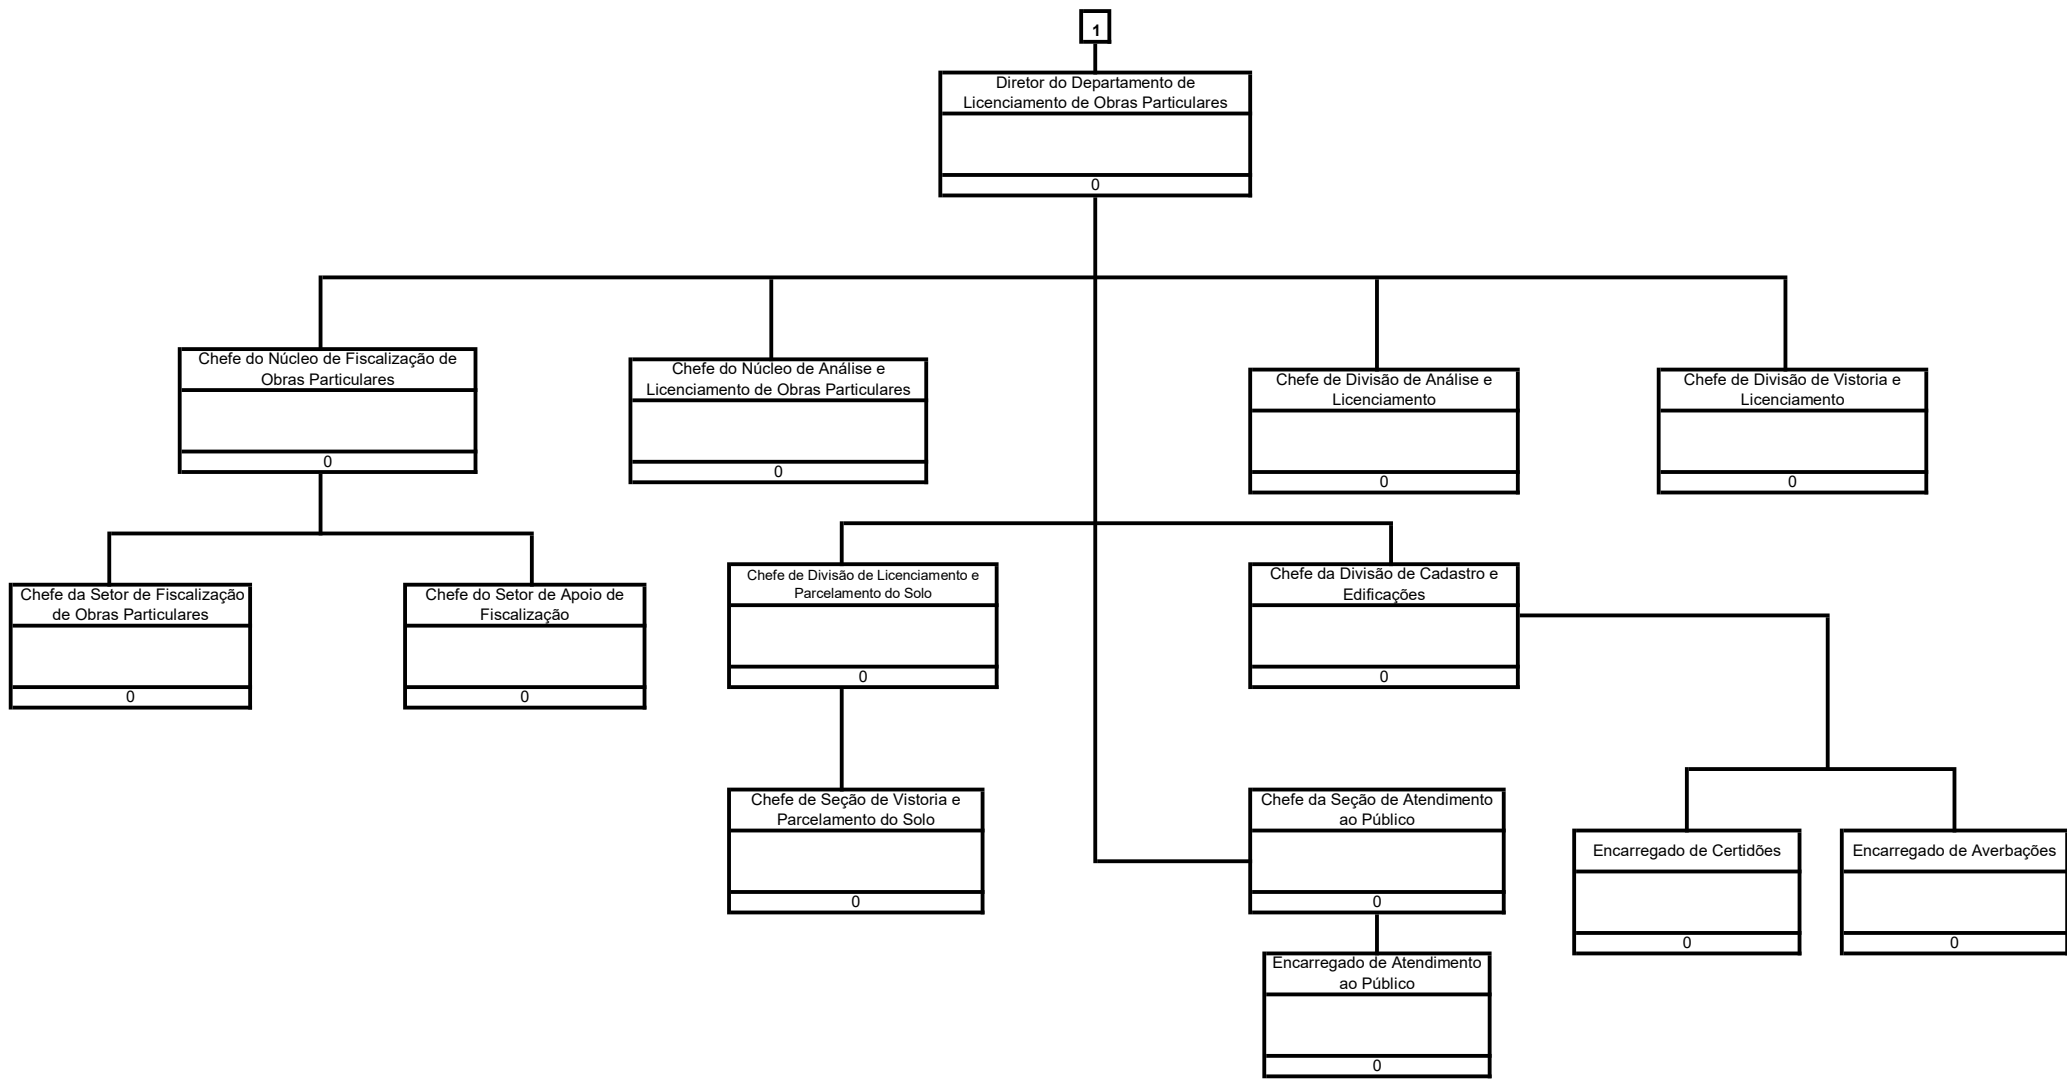 1
Diretor do Departamento de
Licenciamento de Obras Particulares
0
Chefe do Núcleo de Fiscalização de
Obras Particulares
0
Chefe do Núcleo de Análise e
Licenciamento de Obras Particulares
0
Chefe de Divisão de Análise e
Licenciamento
0
Chefe de Divisão de Vistoria e
Licenciamento
0
Chefe da Setor de Fiscalização
de Obras Particulares
0
Chefe do Setor de Apoio de
Fiscalização
0
Chefe de Divisão de Licenciamento e
Parcelamento do Solo
0
Chefe da Divisão de Cadastro e
Edificações
0
Chefe de Seção de Vistoria e
Parcelamento do Solo
0
Chefe da Seção de Atendimento
ao Público
0
Encarregado de Certidões
0
Encarregado de Averbações
0
Encarregado de Atendimento
ao Público
0